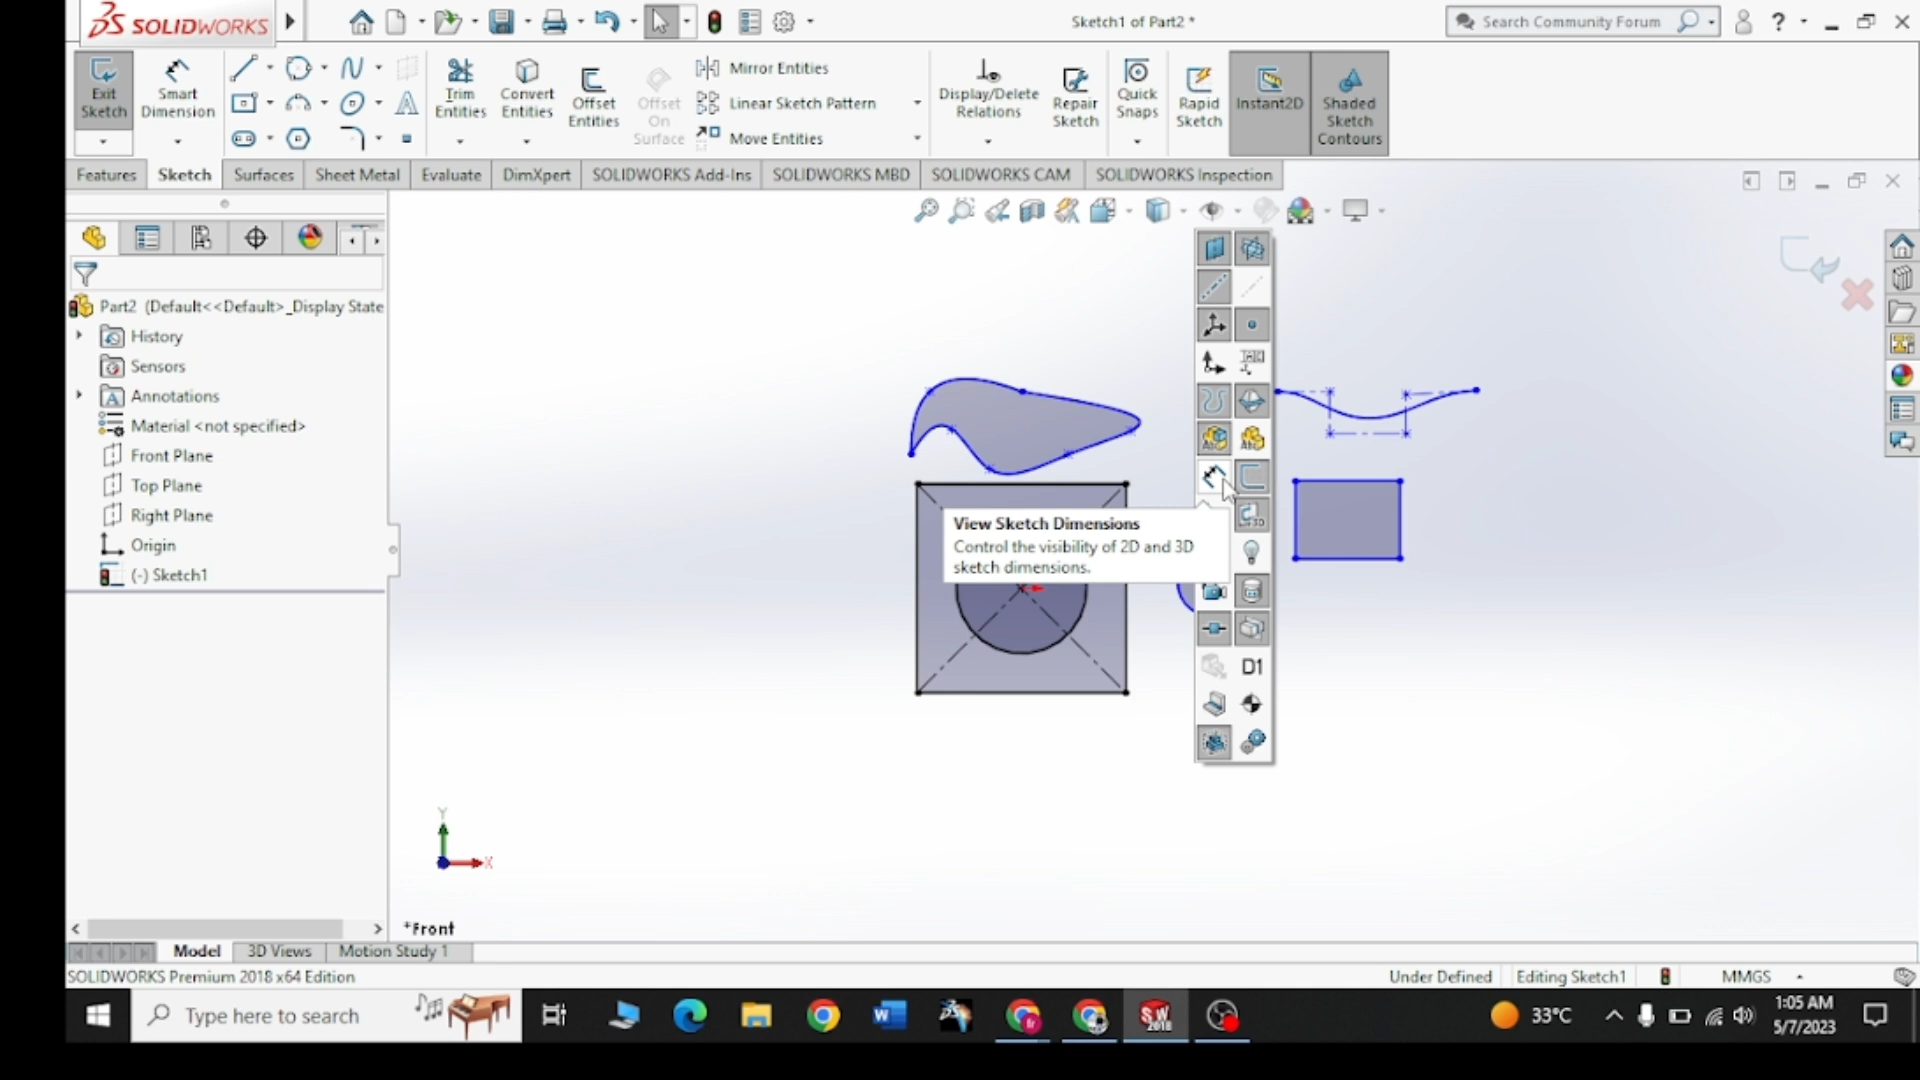 SOLIDWORKS
Sketch1 of Part2 *
Search Community Forum
?
Exit
Sketch
Smart
Dimension
Trim
Entities
Convert
Entities
Offset
Entities
Offset
On
Surface
Mirror Entities
Linear Sketch Pattern
Move Entities
Display/Delete
Relations
Repair
Sketch
Quick
Snaps
Rapid
Sketch
Instant2D
Shaded
Sketch
Contours
Features
Sketch
Surfaces
Sheet Metal
Evaluate
DimXpert
SOLIDWORKS Add-Ins
SOLIDWORKS MBD
SOLIDWORKS CAM
SOLIDWORKS Inspection
Part2 (Default<<Default>_Display State
History
Sensors
Annotations
Material <not specified>
Front Plane
Top Plane
Right Plane
Origin
(-) Sketch1
View Sketch Dimensions
Control the visibility of 2D and 3D
sketch dimensions.
D1
Y
X
*Front
Model
3D Views
Motion Study 1
SOLIDWORKS Premium 2018 x64 Edition
Under Defined
Editing Sketch1
MMGS
Type here to search
SW
2018
33°C
1:05 AM
5/7/2023